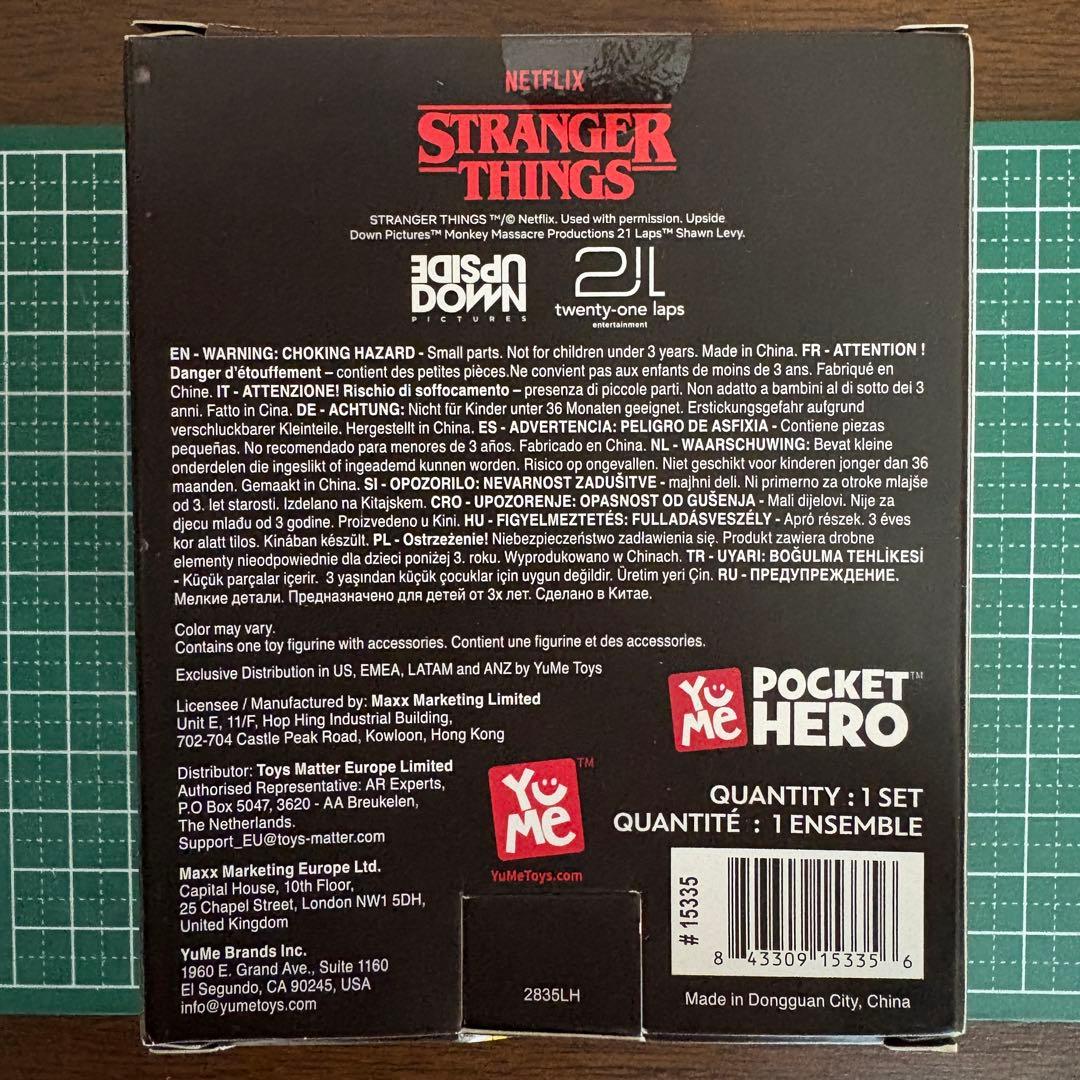 NETFLIX
STRANGER
THINGS
STRANGER THINGS ™/© Netflix. Used with permission. Upside
Down Pictures™ Monkey Massacre Productions 21 Laps™ Shawn Levy.
UPSIDE
DOWN
PICTURES
21L
twenty-one laps
entertainment
EN - WARNING: CHOKING HAZARD - Small parts. Not for children under 3 years. Made in China. FR - ATTENTION !
Danger d'étouffement – contient des petites pièces.Ne convient pas aux enfants de moins de 3 ans. Fabriqué en
Chine. IT - ATTENZIONE! Rischio di soffocamento – presenza di piccole parti. Non adatto a bambini al di sotto dei 3
anni. Fatto in Cina. DE - ACHTUNG: Nicht für Kinder unter 36 Monaten geeignet. Erstickungsgefahr aufgrund
verschluckbarer Kleinteile. Hergestellt in China. ES - ADVERTENCIA: PELIGRO DE ASFIXIA - Contiene piezas
pequeñas. No recomendado para menores de 3 años. Fabricado en China. NL - WAARSCHUWING: Bevat kleine
onderdelen die ingeslikt of ingeademd kunnen worden. Risico op ongevallen. Niet geschikt voor kinderen jonger dan 36
maanden. Gemaakt in China. SI - OPOZORILO: NEVARNOST ZADUŠITVE - majhni deli. Ni primerno za otroke mlajše
od 3. let starosti. Izdelano na Kitajskem. CRO - UPOZORENJE: OPASNOST OD GUŠENJA - Mali dijelovi. Nije za
djecu mlađu od 3 godine. Proizvedeno u Kini. HU - FIGYELMEZTETÉS: FULLADÁSVESZÉLY - Apró részek. 3 éves
kor alatt tilos. Kinában készült. PL - Ostrzeżenie! Niebezpieczeństwo zadławienia się. Produkt zawiera drobne
elementy nieodpowiednie dla dzieci poniżej 3. roku. Wyprodukowano w Chinach. TR - UYARI: BOĞULMA TEHLİKESİ
- Küçük parçalar içerir. 3 yaşından küçük çocuklar için uygun değildir. Üretim yeri Çin. RU - ПРЕДУПРЕЖДЕНИЕ.
Мелкие детали. Предназначено для детей от 3х лет. Сделано в Китае.
Color may vary.
Contains one toy figurine with accessories. Contient une figurine et des accessories.
Exclusive Distribution in US, EMEA, LATAM and ANZ by YuMe Toys
Licensee / Manufactured by: Maxx Marketing Limited
Unit E, 11/F, Hop Hing Industrial Building,
702-704 Castle Peak Road, Kowloon, Hong Kong
Distributor: Toys Matter Europe Limited
Authorised Representative: AR Experts,
P.O Box 5047, 3620 - AA Breukelen,
The Netherlands.
Support_EU@toys-matter.com
Maxx Marketing Europe Ltd.
Capital House, 10th Floor,
25 Chapel Street, London NW1 5DH,
United Kingdom
YuMe Brands Inc.
1960 E. Grand Ave., Suite 1160
El Segundo, CA 90245, USA
info@yumetoys.com
YuMe™
YuMeToys.com
2835LH
YuMe
POCKET™
HERO
QUANTITY : 1 SET
QUANTITÉ : 1 ENSEMBLE
# 15335
8 43309 15335 6
Made in Dongguan City, China